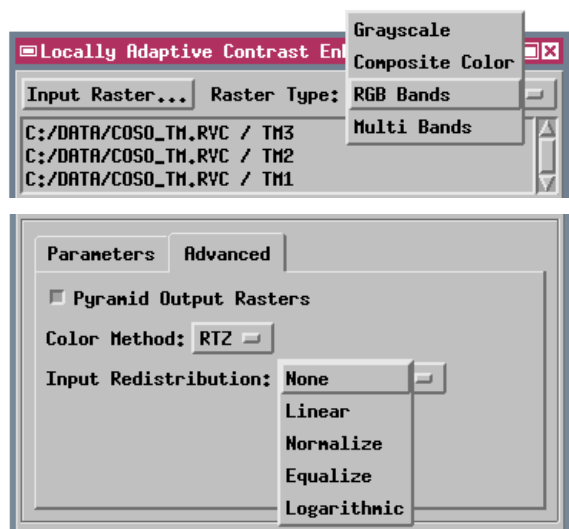 Grayscale
Locally Adaptive Contrast En
Composite Color
Input Raster... Raster Type: RGB Bands
Multi Bands
C:/DATA/COSO_TM.RVC / TM3
C:/DATA/COSO_TM.RVC / TM2
C:/DATA/COSO_TM.RVC / TM1
Parameters Advanced
Pyramid Output Rasters
Color Method: RTZ
Input Redistribution: None
Linear
Normalize
Equalize
Logarithmic